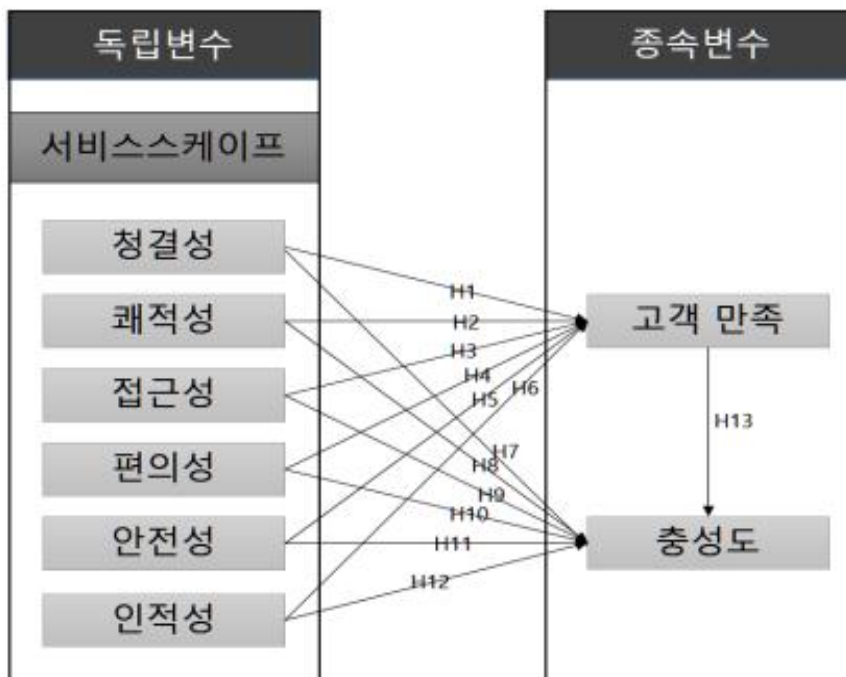 독립변수
종속변수
서비스스케이프
청결성
쾌적성
접근성
편의성
안전성
인적성
H1
H2
H3
H4
H5
H6
H7
H8
H9
H10
H11
H12
고객 만족
H13
충성도